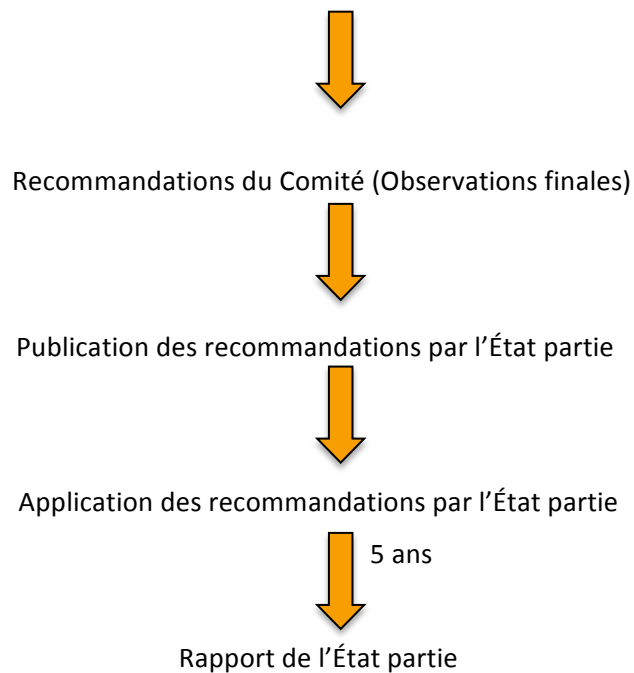 Recommandations du Comité (Observations finales)
Publication des recommandations par l’État partie
Application des recommandations par l’État partie
5 ans
Rapport de l’État partie